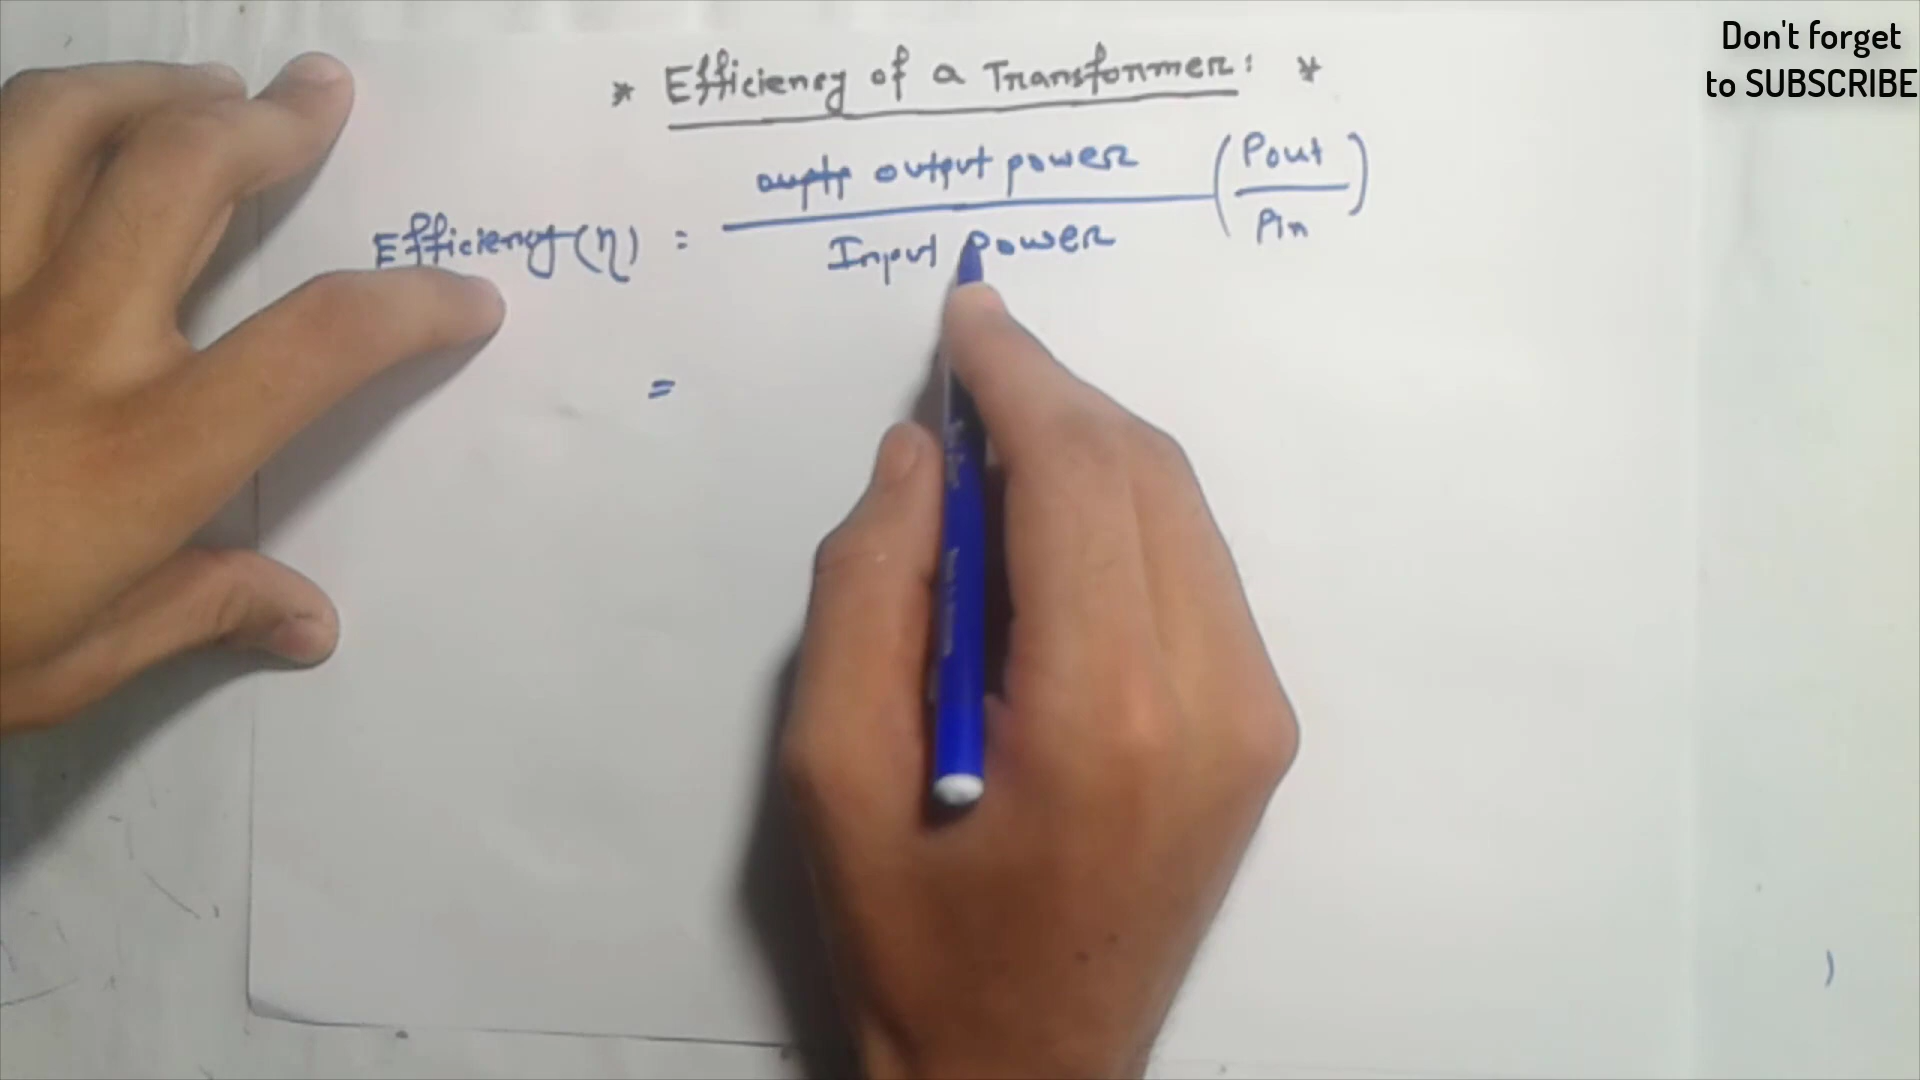 Don't forget
to SUBSCRIBE
* Efficiency of a Transformer: *
Efficiency (η) = output power / Input power (Pout / Pin)
=